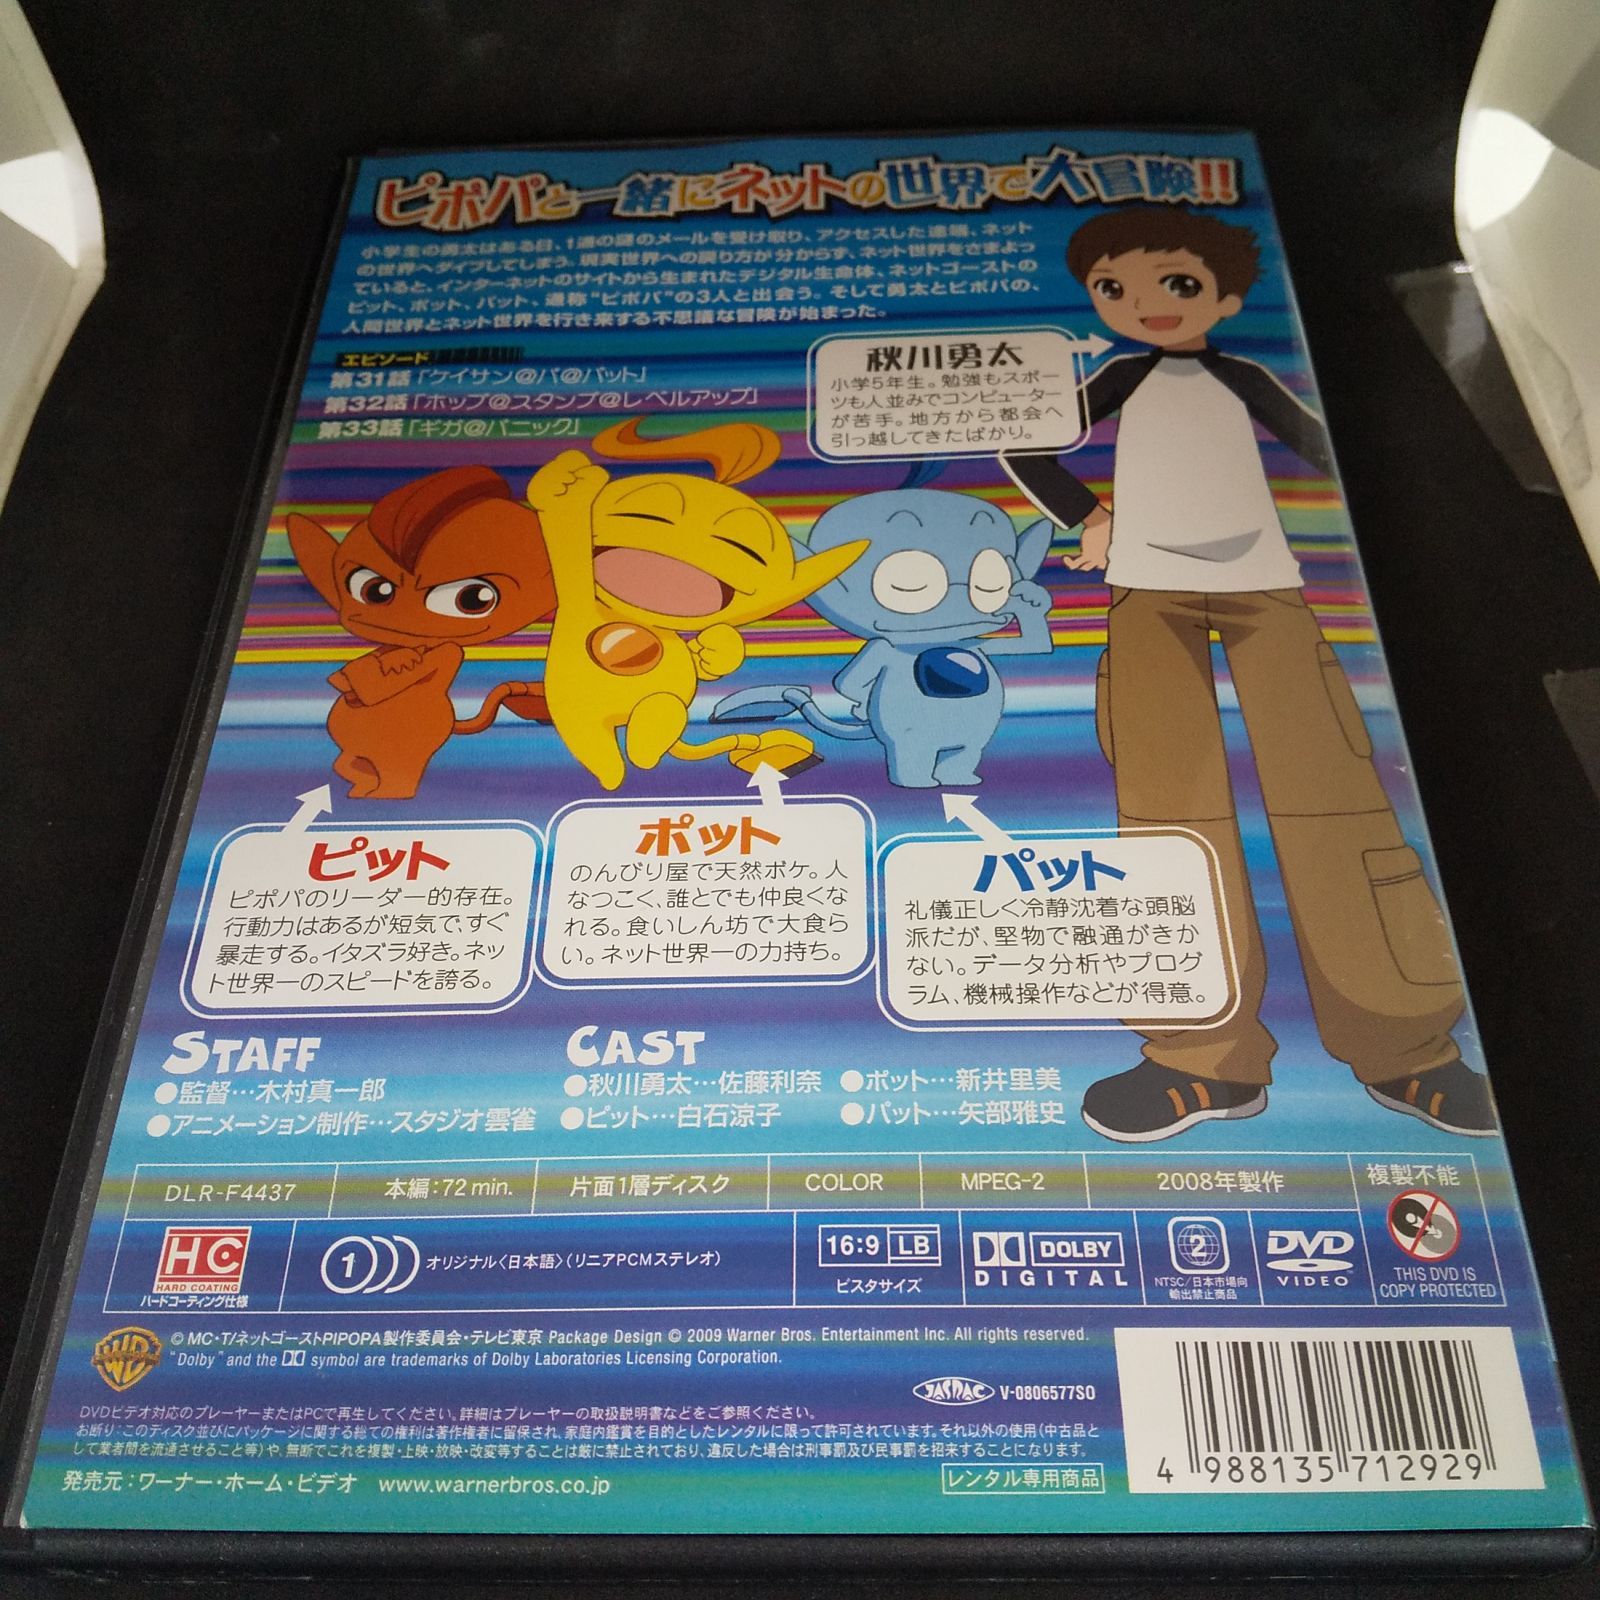 ピポパと一緒にネットの世界で大冒険!!
小学生の勇太はある日、1通の謎のメールを受け取り、アクセスした途端、ネット
の世界へダイブしてしまう。現実世界への戻り方が分からず、ネット世界をさまよっ
ていると、インターネットのサイトから生まれたデジタル生命体、ネットゴーストの
ピット、ポット、パット、通称“ピポパ”の3人と出会う。そして勇太とピポパの、
人間世界とネット世界を行き来する不思議な冒険が始まった。
エピソード
第31話「ケイサン@パ@パット」
第32話「ホップ@スタンプ@レベルアップ」
第33話「ギガ@パニック」
秋川勇太
小学5年生。勉強もスポー
ツも人並みでコンピューター
が苦手。地方から都会へ
引っ越してきたばかり。
ピット
ピポパのリーダー的存在。
行動力はあるが短気で、すぐ
暴走する。イタズラ好き。ネッ
ト世界一のスピードを誇る。
ポット
のんびり屋で天然ボケ。人
なつこく、誰とでも仲良くな
れる。食いしん坊で大食ら
い。ネット世界一の力持ち。
パット
礼儀正しく冷静沈着な頭脳
派だが、堅物で融通がきか
ない。データ分析やプログ
ラム、機械操作などが得意。
STAFF
●監督…木村真一郎
●アニメーション制作…スタジオ雲雀
CAST
●秋川勇太…佐藤利奈 ●ポット…新井里美
●ピット…白石涼子 ●パット…矢部雅史
DLR-F4437 本編:72 min. 片面1層ディスク COLOR MPEG-2 2008年製作 複製不能
HC
HARD COATING
ハードコーティング仕様
1 オリジナル〈日本語〉(リニアPCMステレオ)
16:9 LB
ビスタサイズ
DOLBY
DIGITAL
2
NTSC/日本市場向
輸出禁止商品
DVD
VIDEO
THIS DVD IS
COPY PROTECTED
WB
© MC・T/ネットゴーストPIPOPA製作委員会・テレビ東京 Package Design © 2009 Warner Bros. Entertainment Inc. All rights reserved.
"Dolby" and the symbol are trademarks of Dolby Laboratories Licensing Corporation.
JASRAC V-0806577SO
DVDビデオ対応のプレーヤーまたはPCで再生してください。詳細はプレーヤーの取扱説明書などをご参照ください。
お断り:このディスク並びにパッケージに関する総ての権利は著作権者に留保され、家庭内鑑賞を目的としたレンタルに限って許可されています。それ以外の使用(中古品と
して業者間を流通させること等)や、無断でこれを複製・上映・放映・改変等することは厳に禁止されており、違反した場合は刑事罰及び民事罰を招来することになります。
発売元:ワーナー・ホーム・ビデオ www.warnerbros.co.jp
レンタル専用商品
4 988135 712929